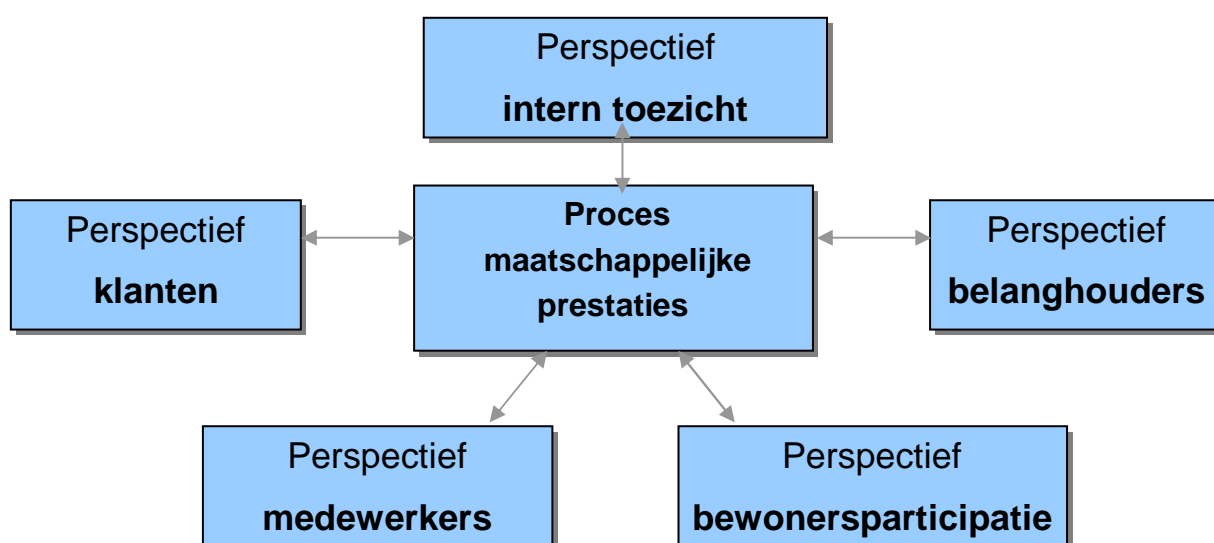 Perspectief
intern toezicht
Perspectief
klanten
Proces
maatschappelijke
prestaties
Perspectief
belanghouders
Perspectief
medewerkers
Perspectief
bewonersparticipatie